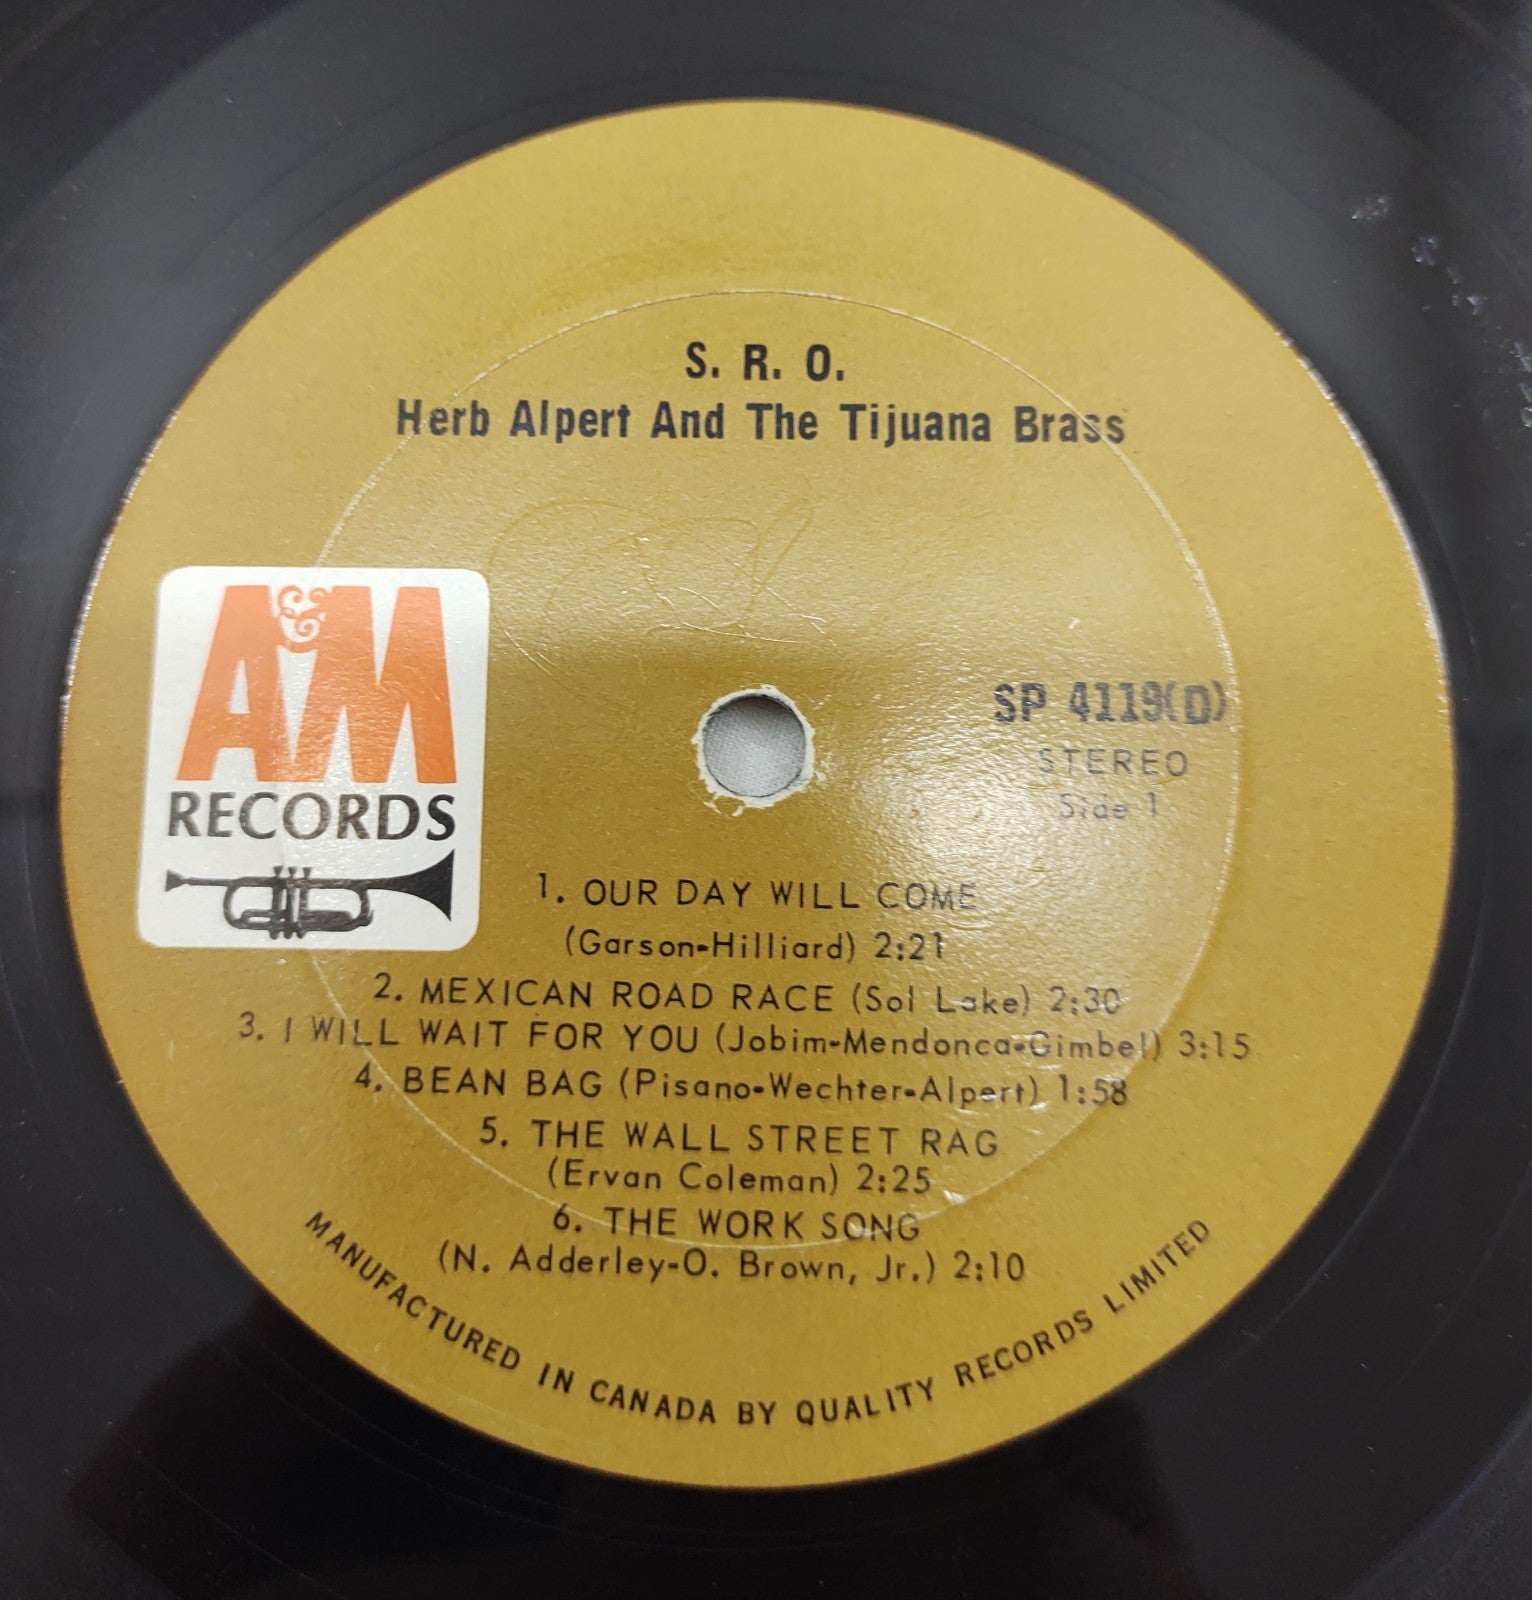 S. R. O.
Herb Alpert And The Tijuana Brass
A&M
RECORDS
SP 4119(D)
STEREO
Side 1
1. OUR DAY WILL COME
(Garson-Hilliard) 2:21
2. MEXICAN ROAD RACE (Sol Lake) 2:30
3. I WILL WAIT FOR YOU (Jobim-Mendonca-Gimbel) 3:15
4. BEAN BAG (Pisano-Wechter-Alpert) 1:58
5. THE WALL STREET RAG
(Ervan Coleman) 2:25
6. THE WORK SONG
(N. Adderley-O. Brown, Jr.) 2:10
MANUFACTURED IN CANADA BY QUALITY RECORDS LIMITED